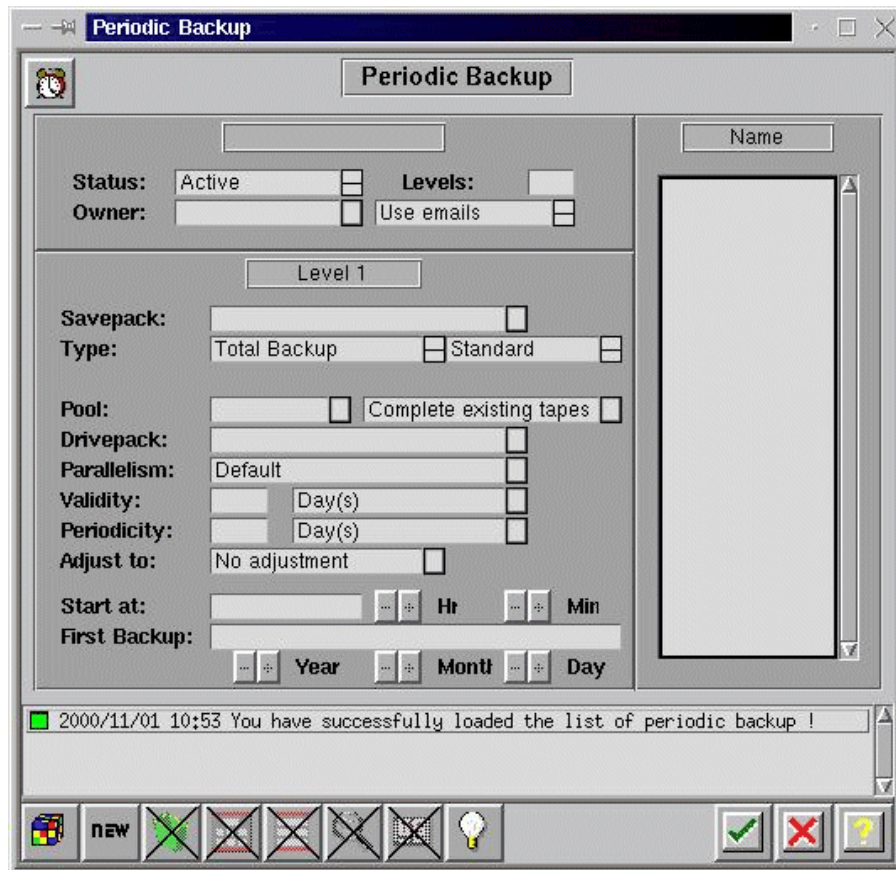 Periodic Backup
Periodic Backup
Name
Status: Active Levels:
Owner: Use emails
Level 1
Savepack:
Type: Total Backup Standard
Pool: Complete existing tapes
Drivepack:
Parallelism: Default
Validity: Day(s)
Periodicity: Day(s)
Adjust to: No adjustment
Start at: - + Hr - + Min
First Backup:
- + Year - + Month - + Day
2000/11/01 10:53 You have successfully loaded the list of periodic backup !
NEW
?